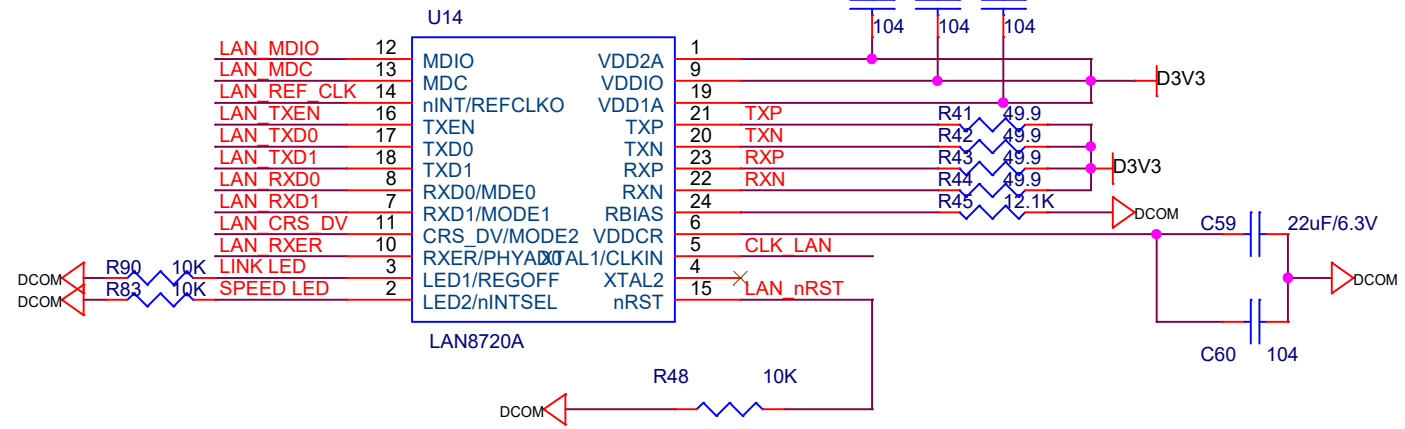 U14
104 104 104
LAN_MDIO 12 MDIO VDD2A 1
LAN_MDC 13 MDC VDDIO 9 D3V3
LAN_REF_CLK 14 nINT/REFCLKO VDD1A 19
LAN_TXEN 16 TXEN TXP 21 TXP R41 49.9
LAN_TXD0 17 TXD0 TXN 20 TXN R42 49.9
LAN_TXD1 18 TXD1 RXP 23 RXP R43 49.9 D3V3
LAN_RXD0 8 RXD0/MDE0 RXN 22 RXN R44 49.9
LAN_RXD1 7 RXD1/MODE1 RBIAS 24 R45 12.1K DCOM
LAN_CRS_DV 11 CRS_DV/MODE2 VDDCR 6 C59 22uF/6.3V
LAN_RXER 10 RXER/PHYAD0 XTAL1/CLKIN 5 CLK_LAN
DCOM R90 10K LINK LED 3 LED1/REGOFF XTAL2 4 DCOM
DCOM R83 10K SPEED LED 2 LED2/nINTSEL nRST 15 LAN_nRST
LAN8720A
C60 104
R48 10K
DCOM